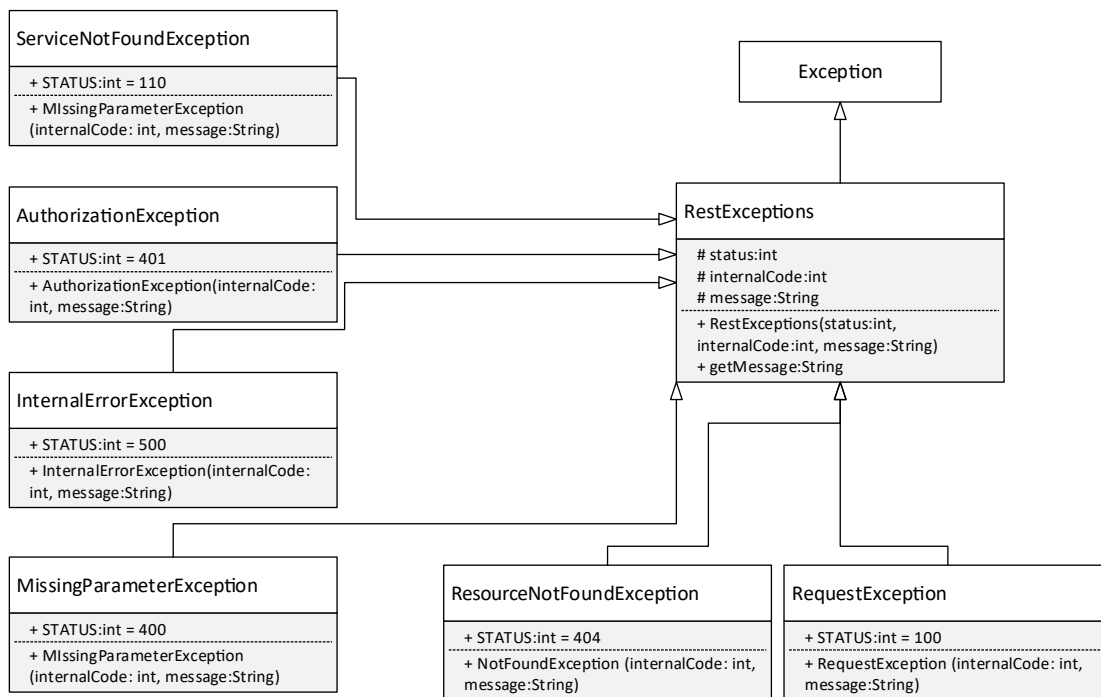 ServiceNotFoundException
+ STATUS:int = 110
+ MIssingParameterException
(internalCode: int, message:String)
Exception
AuthorizationException
+ STATUS:int = 401
+ AuthorizationException(internalCode:
int, message:String)
RestExceptions
# status:int
# internalCode:int
# message:String
+ RestExceptions(status:int,
internalCode:int, message:String)
+ getMessage:String
InternalErrorException
+ STATUS:int = 500
+ InternalErrorException(internalCode:
int, message:String)
MissingParameterException
+ STATUS:int = 400
+ MIssingParameterException
(internalCode: int, message:String)
ResourceNotFoundException
+ STATUS:int = 404
+ NotFoundException (internalCode: int,
message:String)
RequestException
+ STATUS:int = 100
+ RequestException (internalCode: int,
message:String)